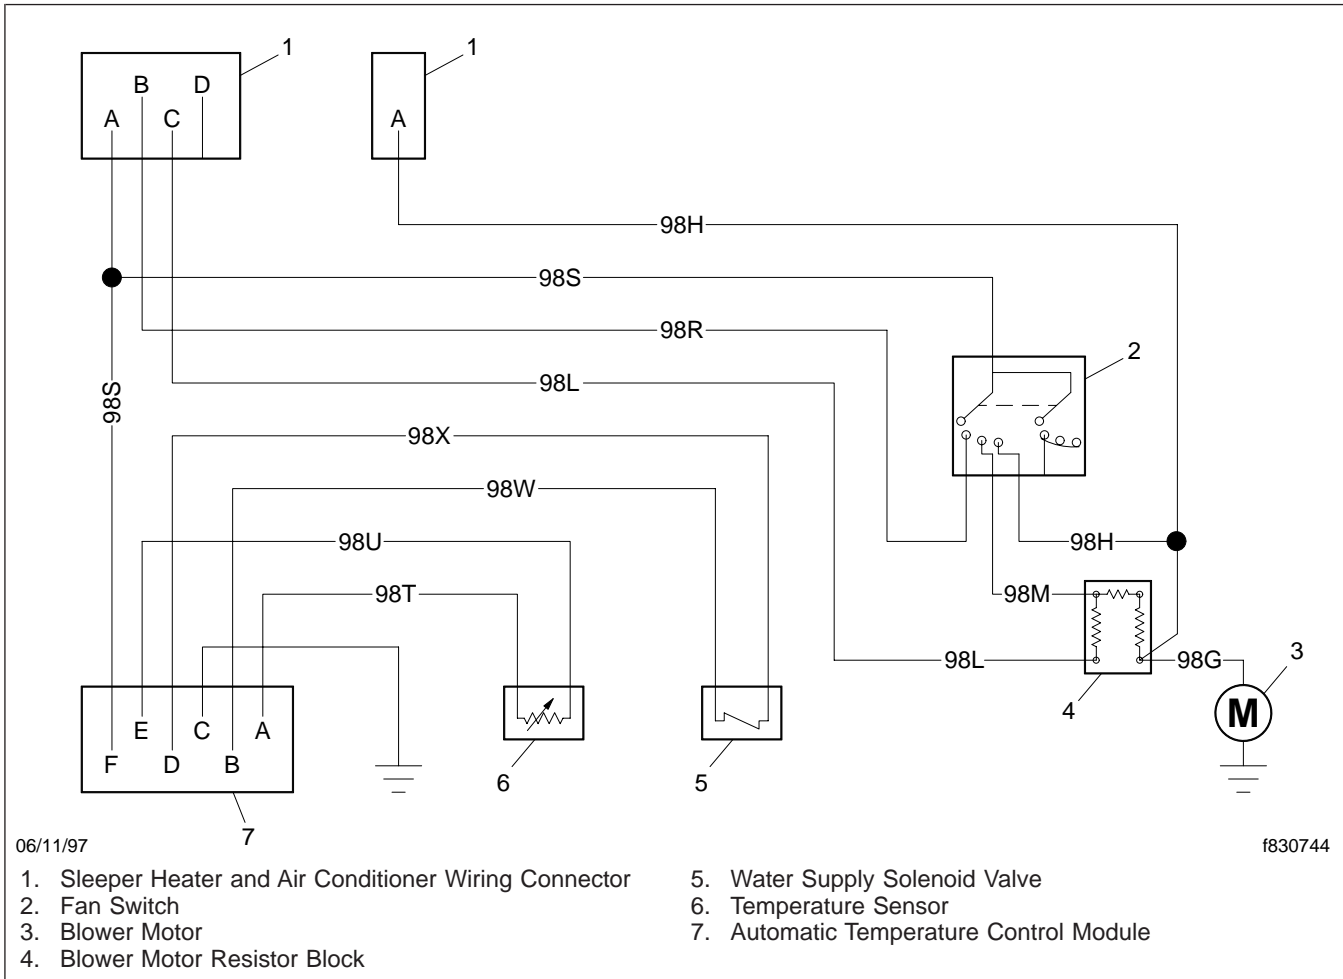 1 1
B D
A C A
98H
98S
98R 2
98S 98L
98X
98W
98U 98H
98T 98M
98L 98G 3
4
M
E C A
F D B 6 5
7
06/11/97 f830744
1. Sleeper Heater and Air Conditioner Wiring Connector
2. Fan Switch
3. Blower Motor
4. Blower Motor Resistor Block
5. Water Supply Solenoid Valve
6. Temperature Sensor
7. Automatic Temperature Control Module